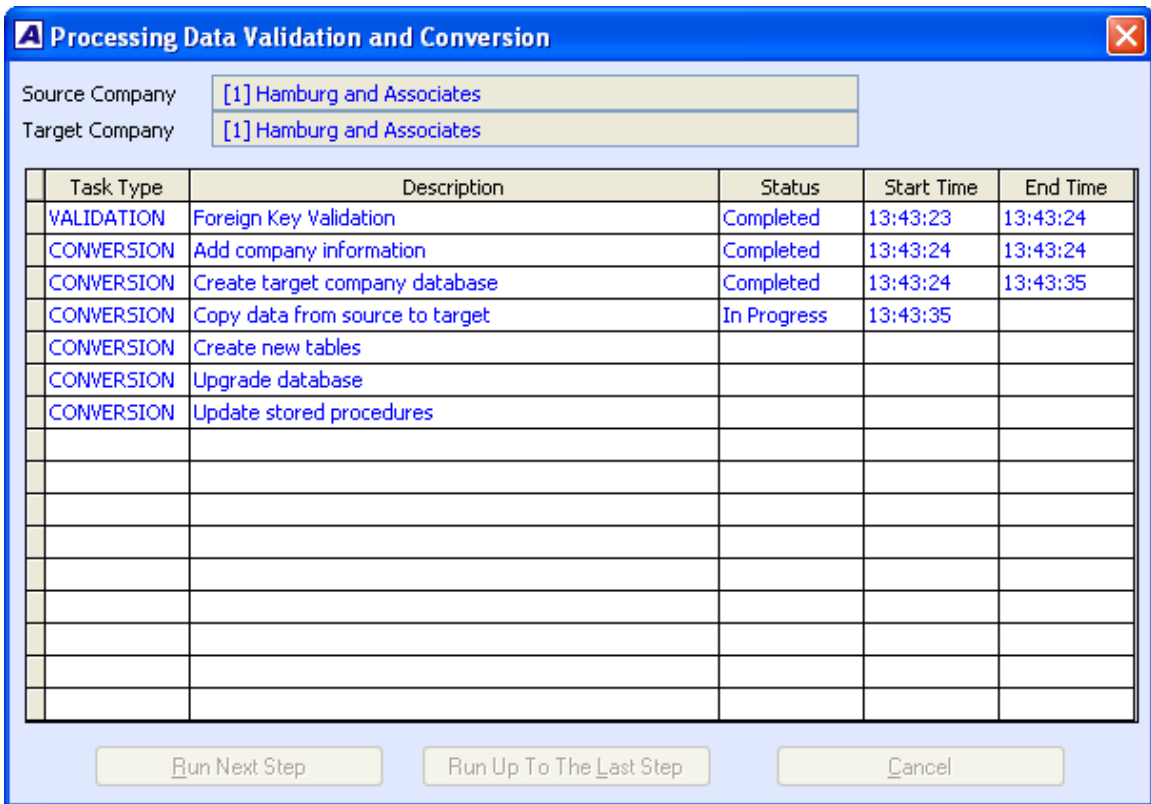 A Processing Data Validation and Conversion
Source Company [1] Hamburg and Associates
Target Company [1] Hamburg and Associates
Task Type Description Status Start Time End Time
VALIDATION Foreign Key Validation Completed 13:43:23 13:43:24
CONVERSION Add company information Completed 13:43:24 13:43:24
CONVERSION Create target company database Completed 13:43:24 13:43:35
CONVERSION Copy data from source to target In Progress 13:43:35
CONVERSION Create new tables
CONVERSION Upgrade database
CONVERSION Update stored procedures
Run Next Step Run Up To The Last Step Cancel